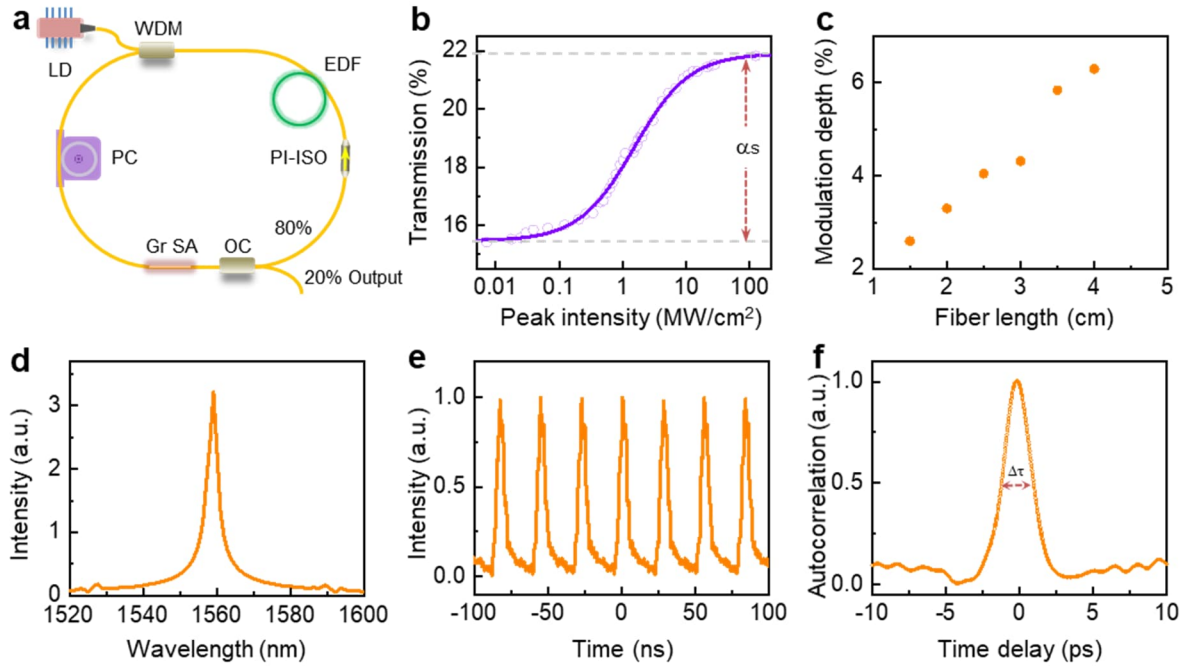 a
WDM
LD
EDF
PC
PI-ISO
80%
Gr SA
OC
20% Output
b
Transmission (%)
22
21
20
19
18
17
16
15
αs
0.01 0.1 1 10 100
Peak intensity (MW/cm²)
c
Modulation depth (%)
6
4
2
1 2 3 4 5
Fiber length (cm)
d
Intensity (a.u.)
3
2
1
0
1520 1540 1560 1580 1600
Wavelength (nm)
e
Intensity (a.u.)
1.0
0.5
0.0
-100 -50 0 50 100
Time (ns)
f
Autocorrelation (a.u.)
1.0
0.5
0.0
Δτ
-10 -5 0 5 10
Time delay (ps)